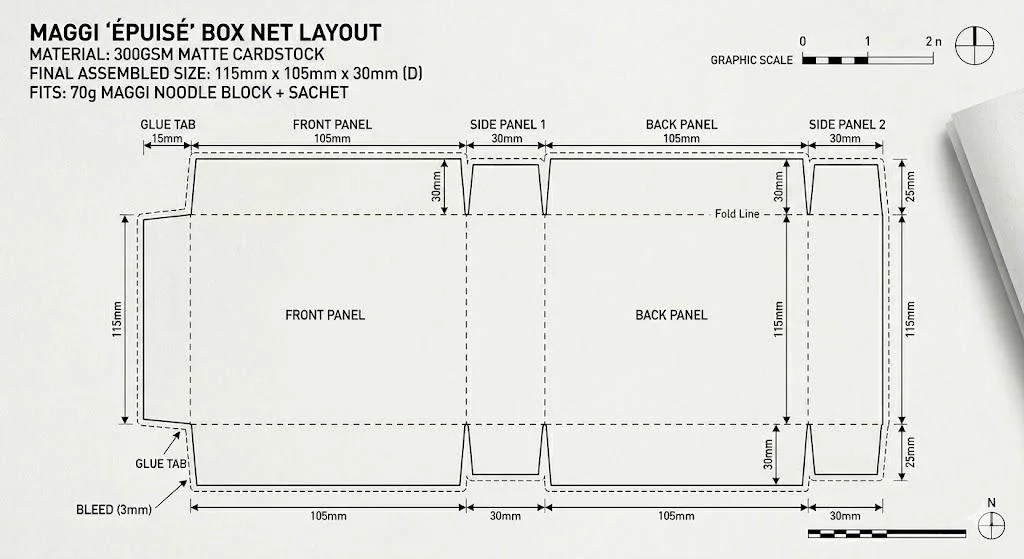 MAGGI 'ÉPUISÉ' BOX NET LAYOUT
MATERIAL: 300GSM MATTE CARDSTOCK
FINAL ASSEMBLED SIZE: 115mm x 105mm x 30mm (D)
FITS: 70g MAGGI NOODLE BLOCK + SACHET
0 1 2 n
GRAPHIC SCALE
GLUE TAB FRONT PANEL SIDE PANEL 1 BACK PANEL SIDE PANEL 2
15mm 105mm 30mm 105mm 30mm
30mm 30mm 25mm
Fold Line
115mm FRONT PANEL BACK PANEL 115mm 115mm
30mm 25mm
GLUE TAB
BLEED (3mm)
105mm 30mm 105mm 30mm
N